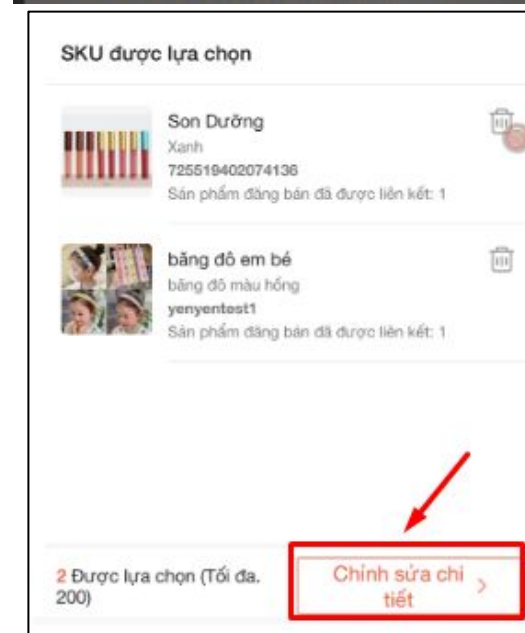 SKU được lựa chọn
Son Dưỡng
Xanh
725519402074136
Sản phẩm đăng bán đã được liên kết: 1
băng đô em bé
băng đô màu hồng
yenyentest1
Sản phẩm đăng bán đã được liên kết: 1
2 Được lựa chọn (Tối đa.
200)
Chỉnh sửa chi
tiết